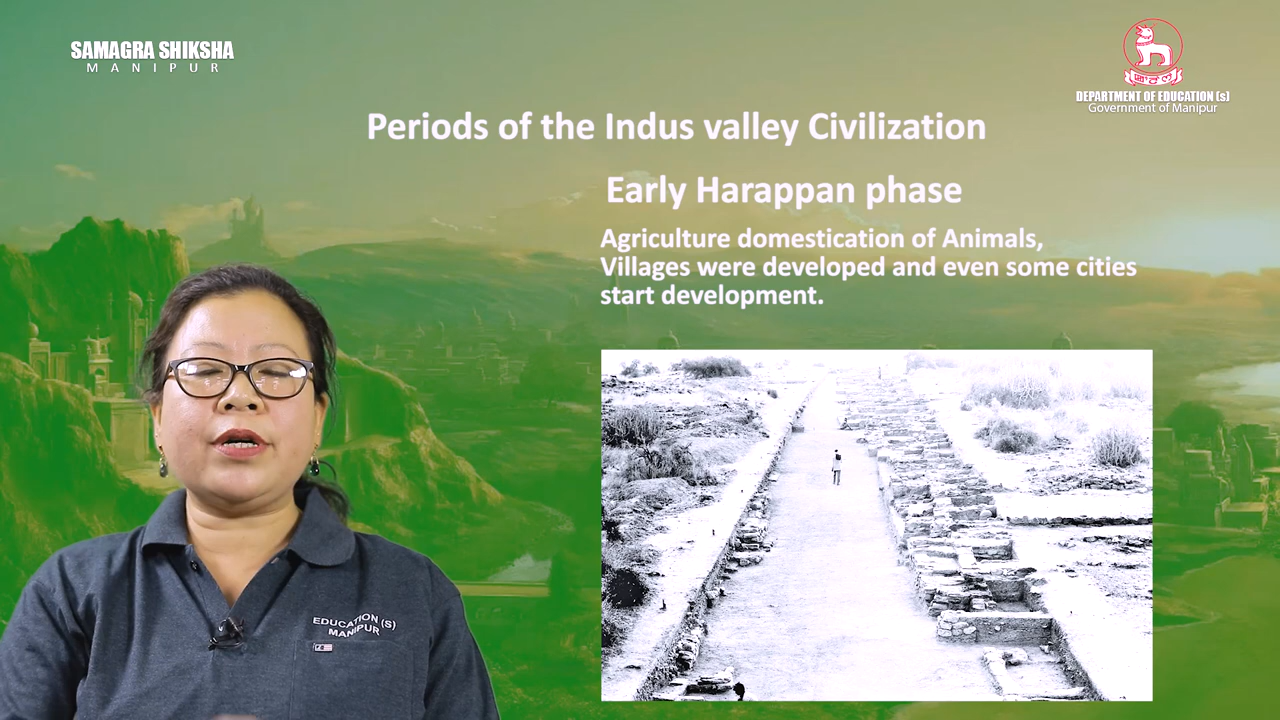 SAMAGRA SHIKSHA
MANIPUR
DEPARTMENT OF EDUCATION (s)
Government of Manipur
Periods of the Indus valley Civilization
Early Harappan phase
Agriculture domestication of Animals,
Villages were developed and even some cities
start development.
EDUCATION (S)
MANIPUR